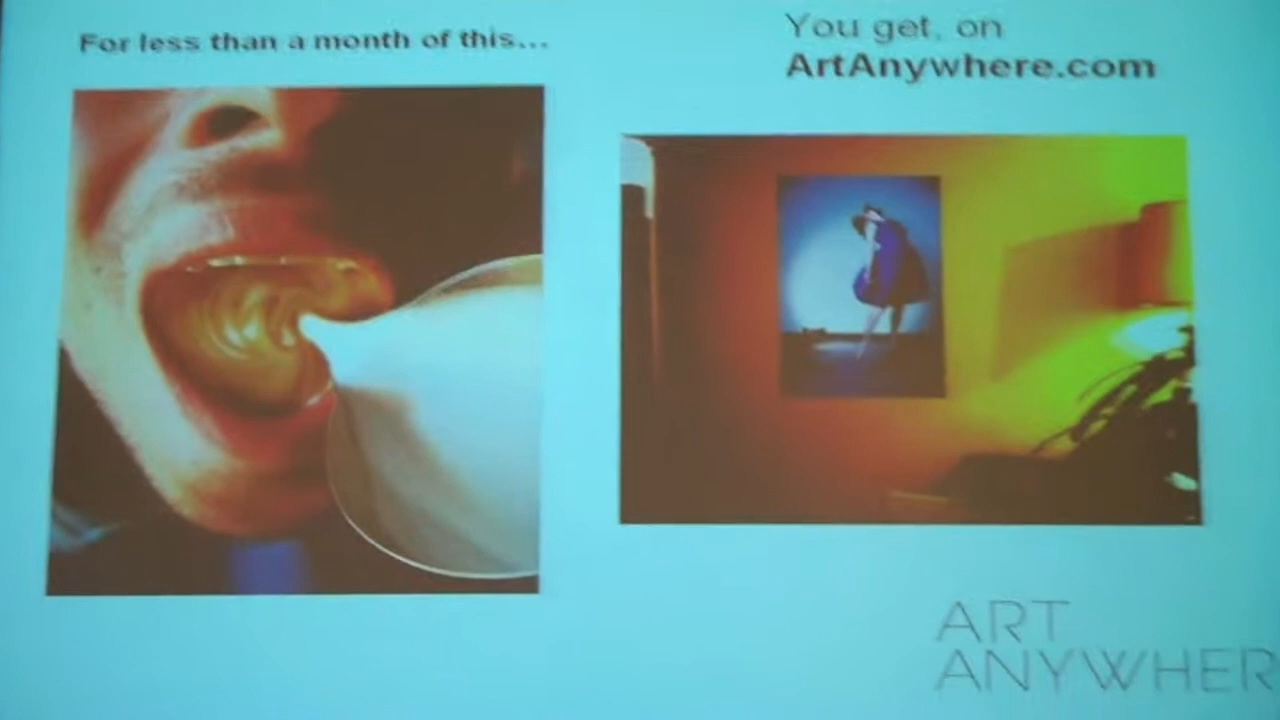 For less than a month of this...
You get, on
ArtAnywhere.com
ART
ANYWHER